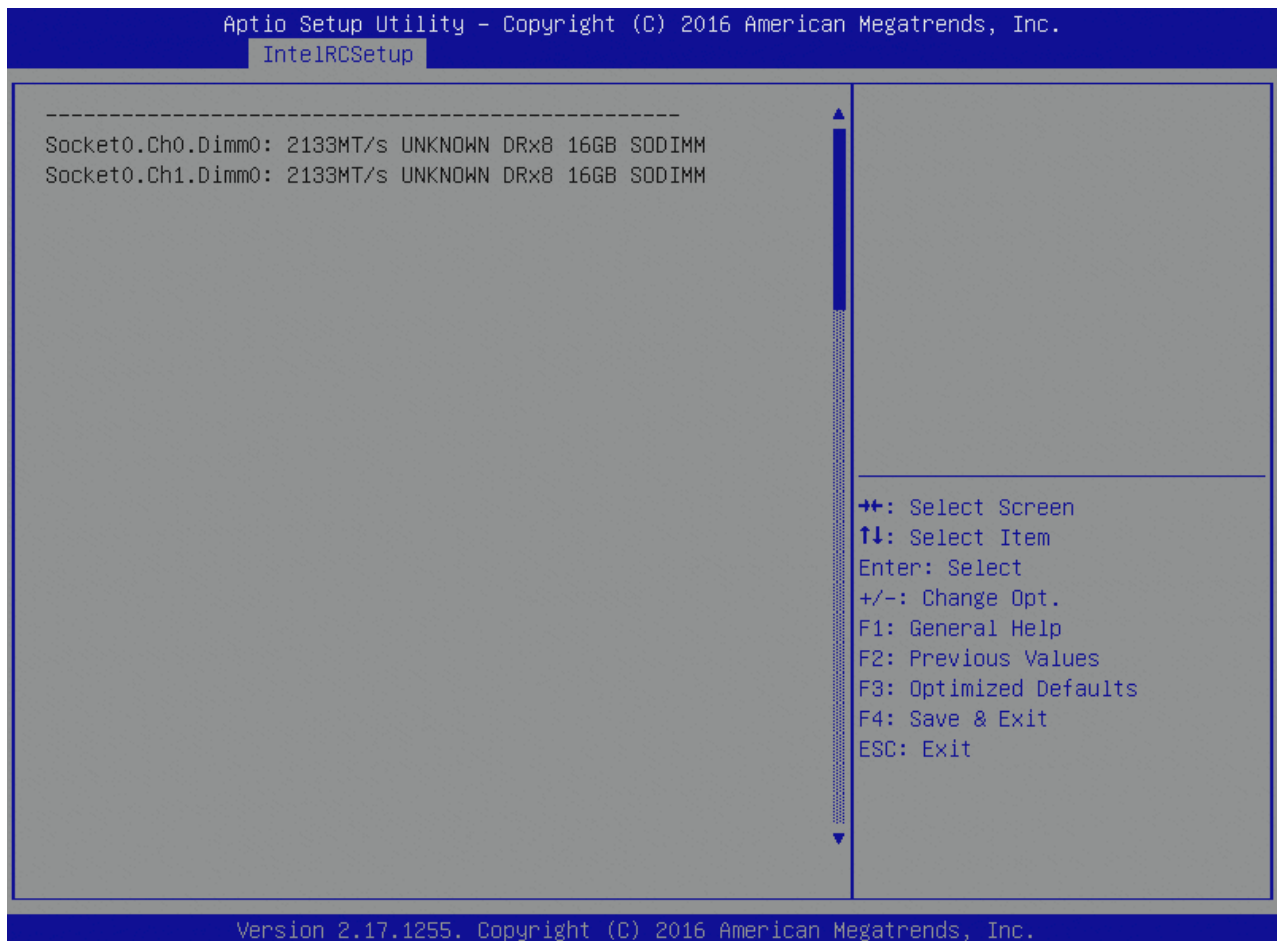 Aptio Setup Utility – Copyright (C) 2016 American Megatrends, Inc.
IntelRCSetup
--------------------------------------------------
Socket0.Ch0.Dimm0: 2133MT/s UNKNOWN DRx8 16GB SODIMM
Socket0.Ch1.Dimm0: 2133MT/s UNKNOWN DRx8 16GB SODIMM
→←: Select Screen
↑↓: Select Item
Enter: Select
+/-: Change Opt.
F1: General Help
F2: Previous Values
F3: Optimized Defaults
F4: Save & Exit
ESC: Exit
Version 2.17.1255. Copyright (C) 2016 American Megatrends, Inc.